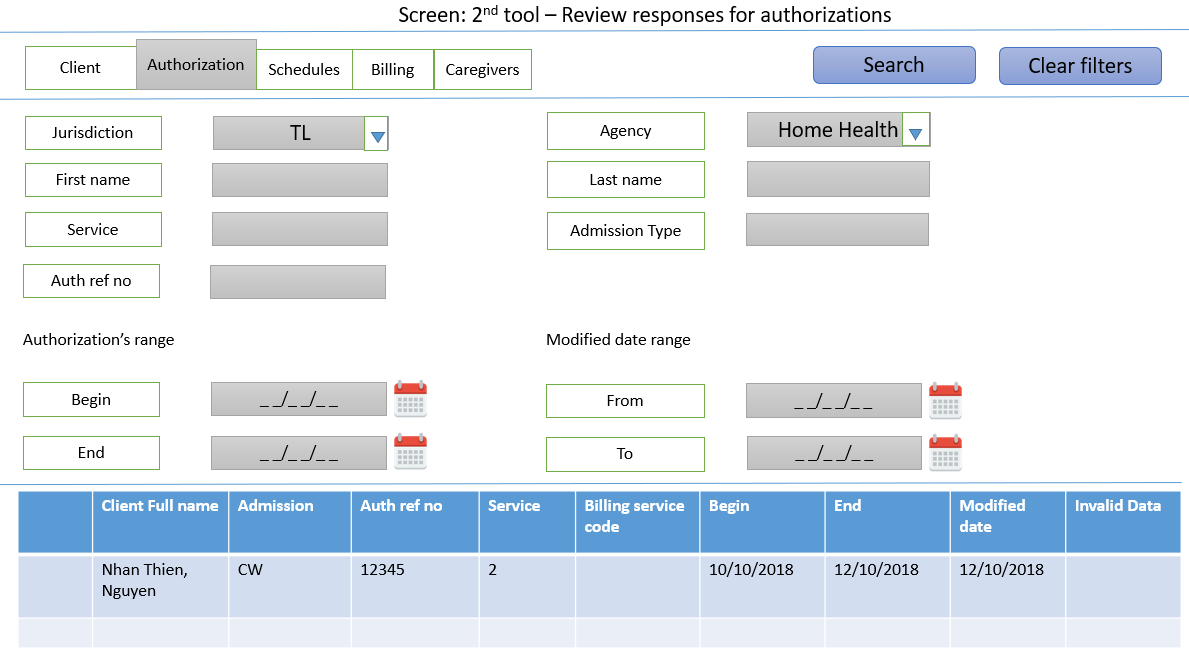 Screen: 2nd tool – Review responses for authorizations
Client Authorization Schedules Billing Caregivers Search Clear filters
Jurisdiction TL Agency Home Health
First name Last name
Service Admission Type
Auth ref no
Authorization’s range Modified date range
Begin _ _/_ _/_ _ From _ _/_ _/_ _
End _ _/_ _/_ _ To _ _/_ _/_ _
Client Full name Admission Auth ref no Service Billing service code Begin End Modified date Invalid Data
Nhan Thien, Nguyen CW 12345 2 10/10/2018 12/10/2018 12/10/2018